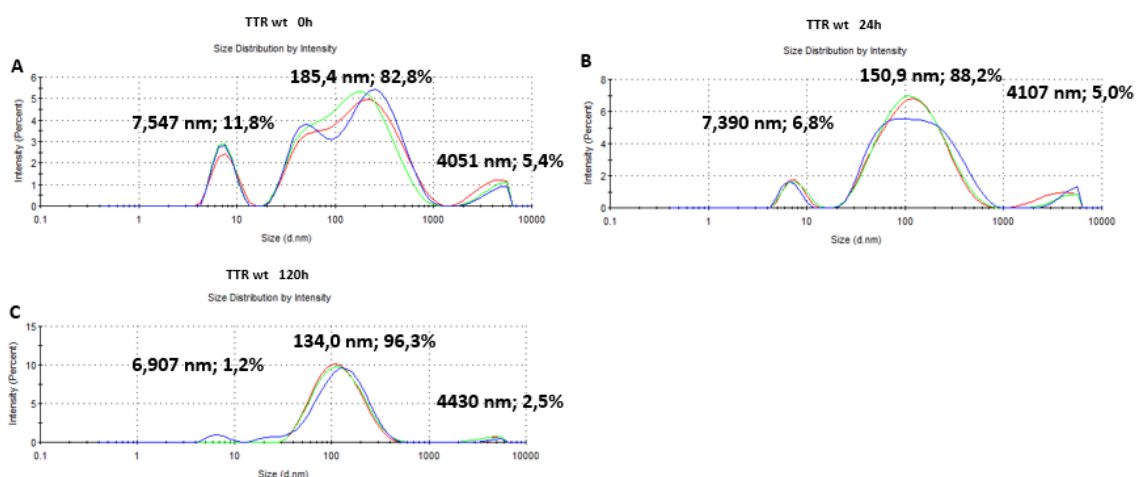 TTR wt 0h
Size Distribution by Intensity
A
185,4 nm; 82,8%
7,547 nm; 11,8%
4051 nm; 5,4%
Intensity (Percent)
6
5
4
3
2
1
0
0.1 1 10 100 1000 10000
Size (d.nm)
TTR wt 24h
Size Distribution by Intensity
B
150,9 nm; 88,2%
4107 nm; 5,0%
7,390 nm; 6,8%
Intensity (Percent)
8
6
4
2
0
0.1 1 10 100 1000 10000
Size (d.nm)
TTR wt 120h
Size Distribution by Intensity
C
134,0 nm; 96,3%
6,907 nm; 1,2%
4430 nm; 2,5%
Intensity (Percent)
15
10
5
0
0.1 1 10 100 1000 10000
Size (d.nm)